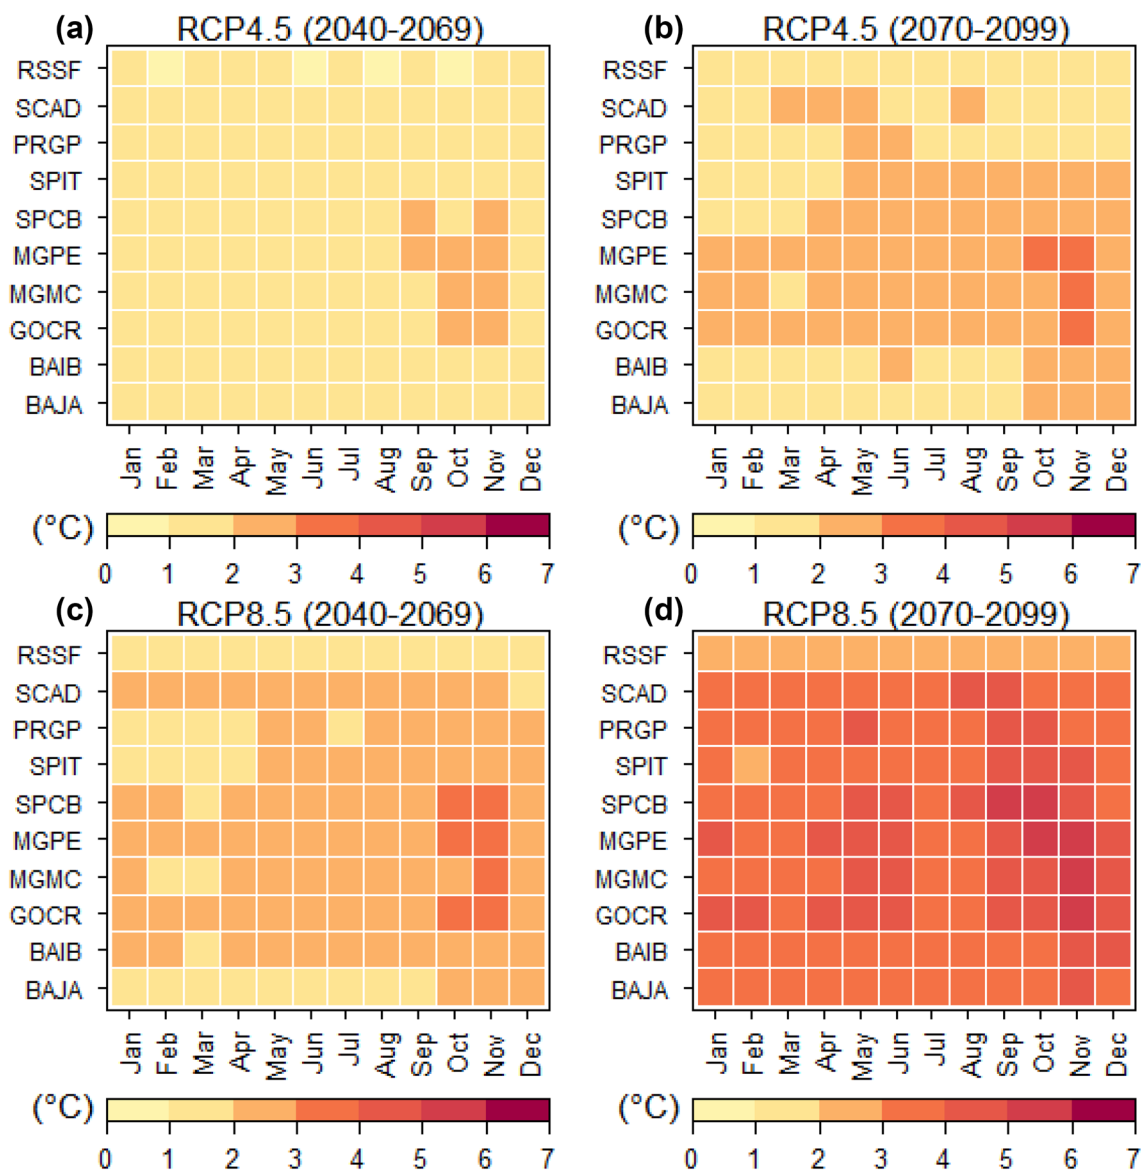 (a) RCP4.5 (2040-2069)
RSSF
SCAD
PRGP
SPIT
SPCB
MGPE
MGMC
GOCR
BAIB
BAJA
Jan Feb Mar Apr May Jun Jul Aug Sep Oct Nov Dec
(°C)
0 1 2 3 4 5 6 7
(b) RCP4.5 (2070-2099)
RSSF
SCAD
PRGP
SPIT
SPCB
MGPE
MGMC
GOCR
BAIB
BAJA
Jan Feb Mar Apr May Jun Jul Aug Sep Oct Nov Dec
(°C)
0 1 2 3 4 5 6 7
(c) RCP8.5 (2040-2069)
RSSF
SCAD
PRGP
SPIT
SPCB
MGPE
MGMC
GOCR
BAIB
BAJA
Jan Feb Mar Apr May Jun Jul Aug Sep Oct Nov Dec
(°C)
0 1 2 3 4 5 6 7
(d) RCP8.5 (2070-2099)
RSSF
SCAD
PRGP
SPIT
SPCB
MGPE
MGMC
GOCR
BAIB
BAJA
Jan Feb Mar Apr May Jun Jul Aug Sep Oct Nov Dec
(°C)
0 1 2 3 4 5 6 7